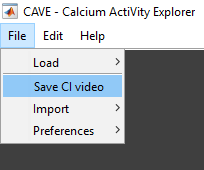 CAVE - Calcium ActiVity Explorer
File Edit Help
Load
Save CI video
Import
Preferences